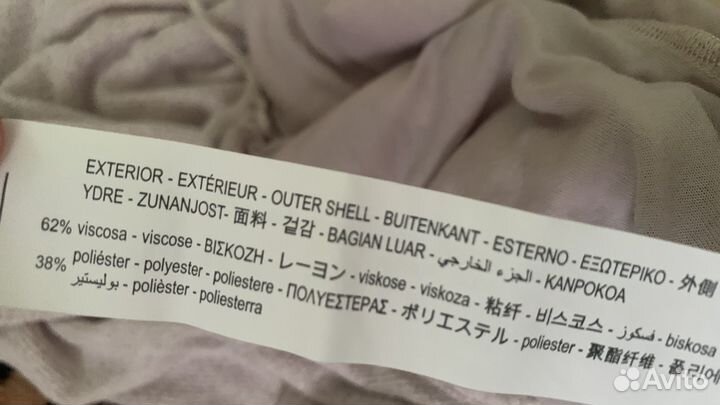 EXTERIOR - EXTÉRIEUR - OUTER SHELL - BUITENKANT - ESTERNO - ΕΞΩΤΕΡΙΚΟ - 外側
YDRE - ZUNANJOST- 面料 - 겉감 - BAGIAN LUAR - الجزء الخارجي - KANPOKOA
62% viscosa - viscose - ΒΙΣΚΟΖΗ - レーヨン - viskose - viskoza - 粘纤 - 비스코스 - فسكوز - biskosa
38% poliéster - polyester - poliestere - ΠΟΛΥΕΣΤΕΡΑΣ - ポリエステル - poliester - 聚酯纤维 - 폴리에
بوليستير - polièster - poliesterra
Avito